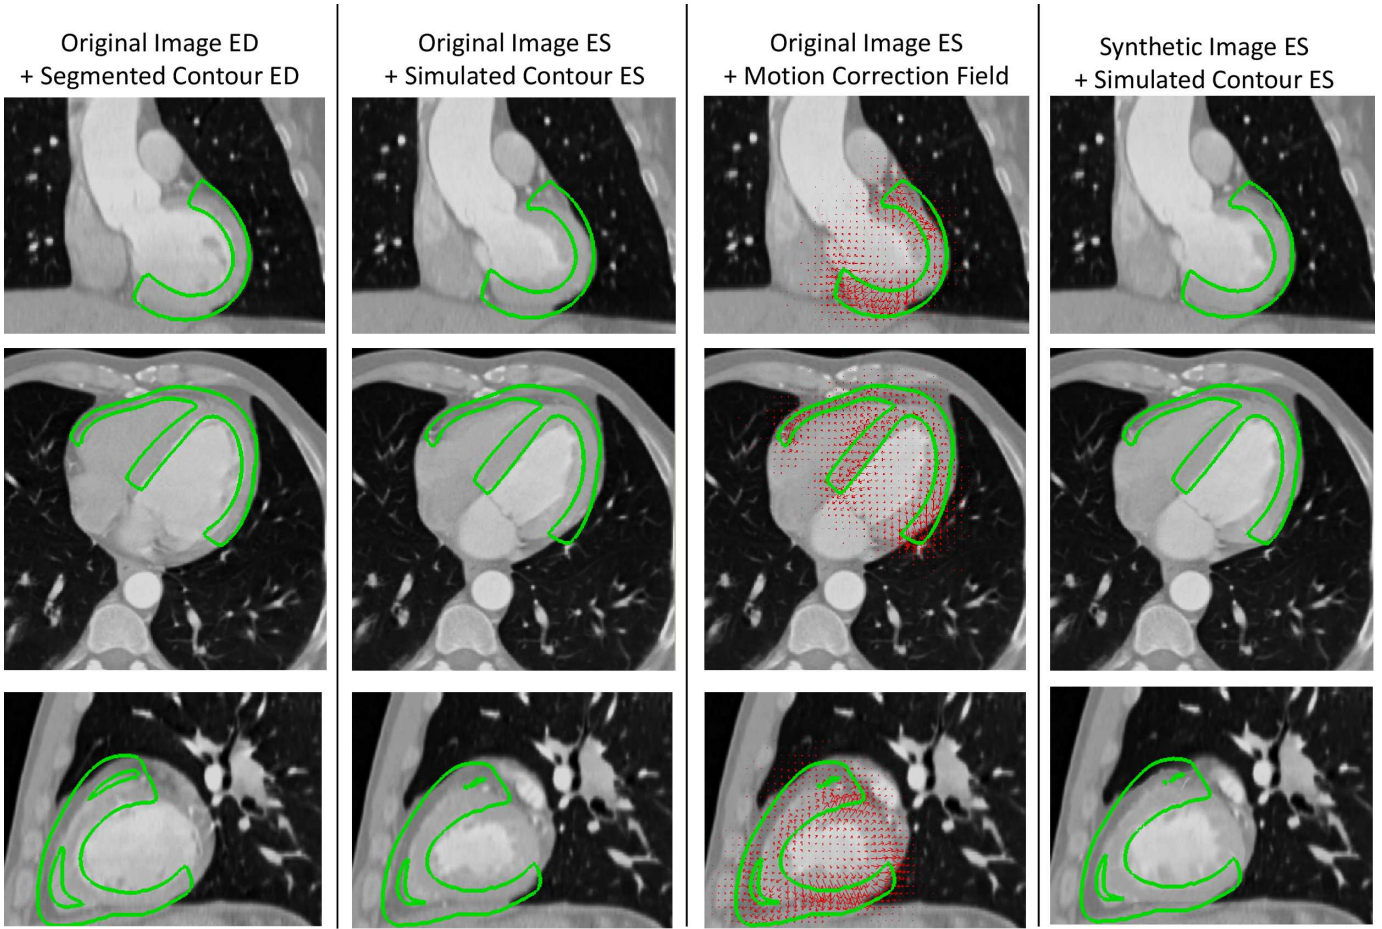 Original Image ED
+ Segmented Contour ED
Original Image ES
+ Simulated Contour ES
Original Image ES
+ Motion Correction Field
Synthetic Image ES
+ Simulated Contour ES